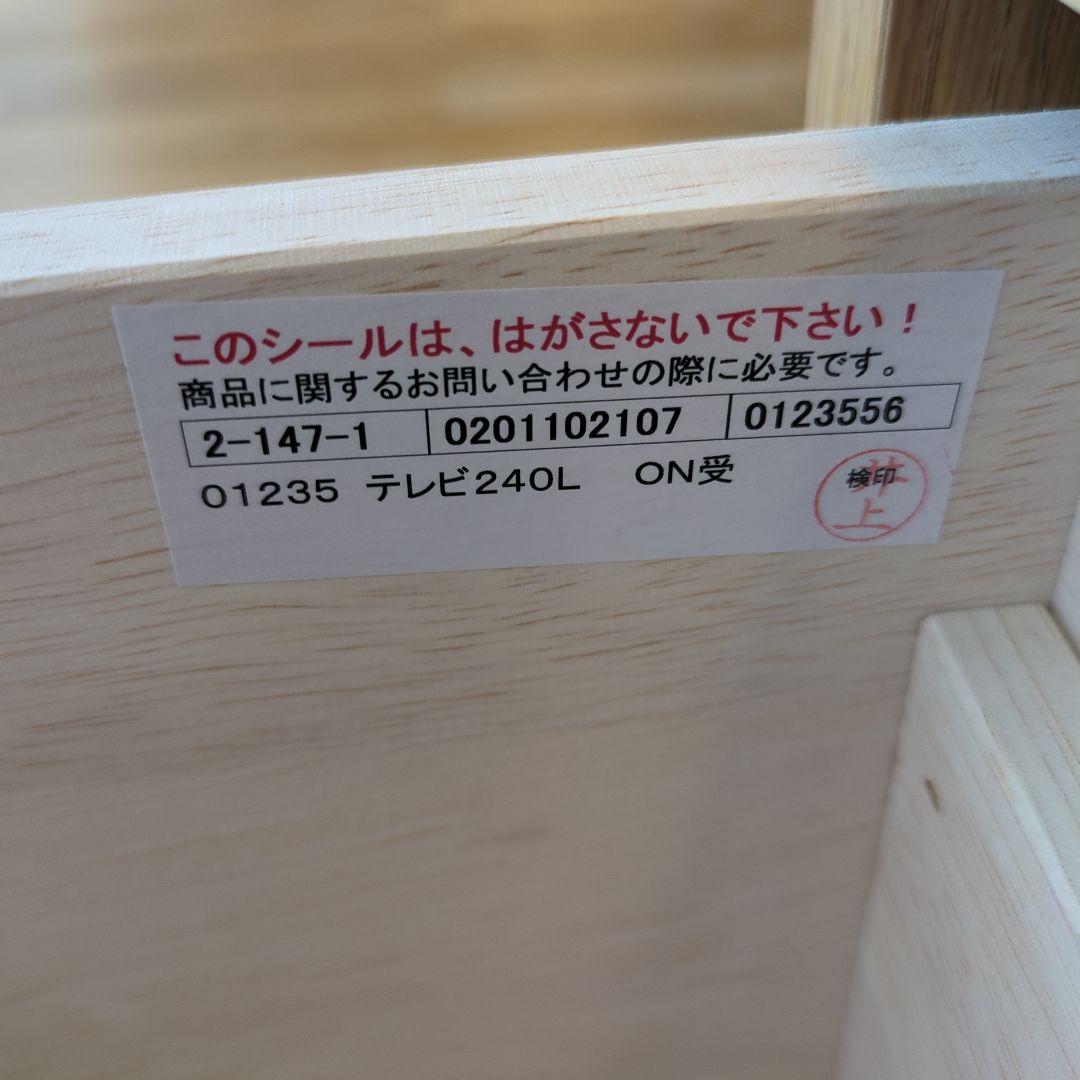 このシールは、はがさないで下さい!
商品に関するお問い合わせの際に必要です。
2-147-1 0201102107 0123556
01235 テレビ240L ON受
検印
井上